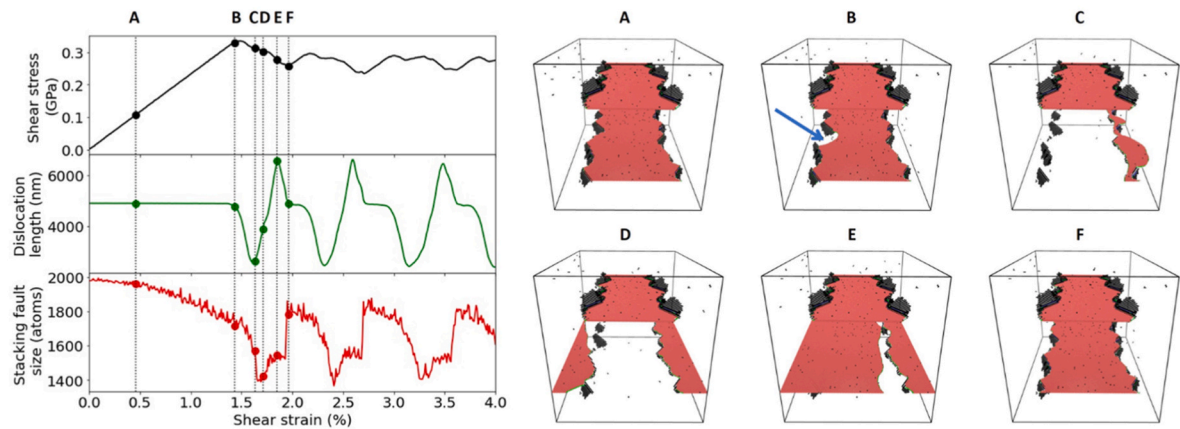 A B C D E F
Shear stress
(GPa)
0.3
0.2
0.1
0.0
Dislocation
length (nm)
6000
4000
Stacking fault
size (atoms)
2000
1800
1600
1400
0.0 0.5 1.0 1.5 2.0 2.5 3.0 3.5 4.0
Shear strain (%)
A B C
D E F